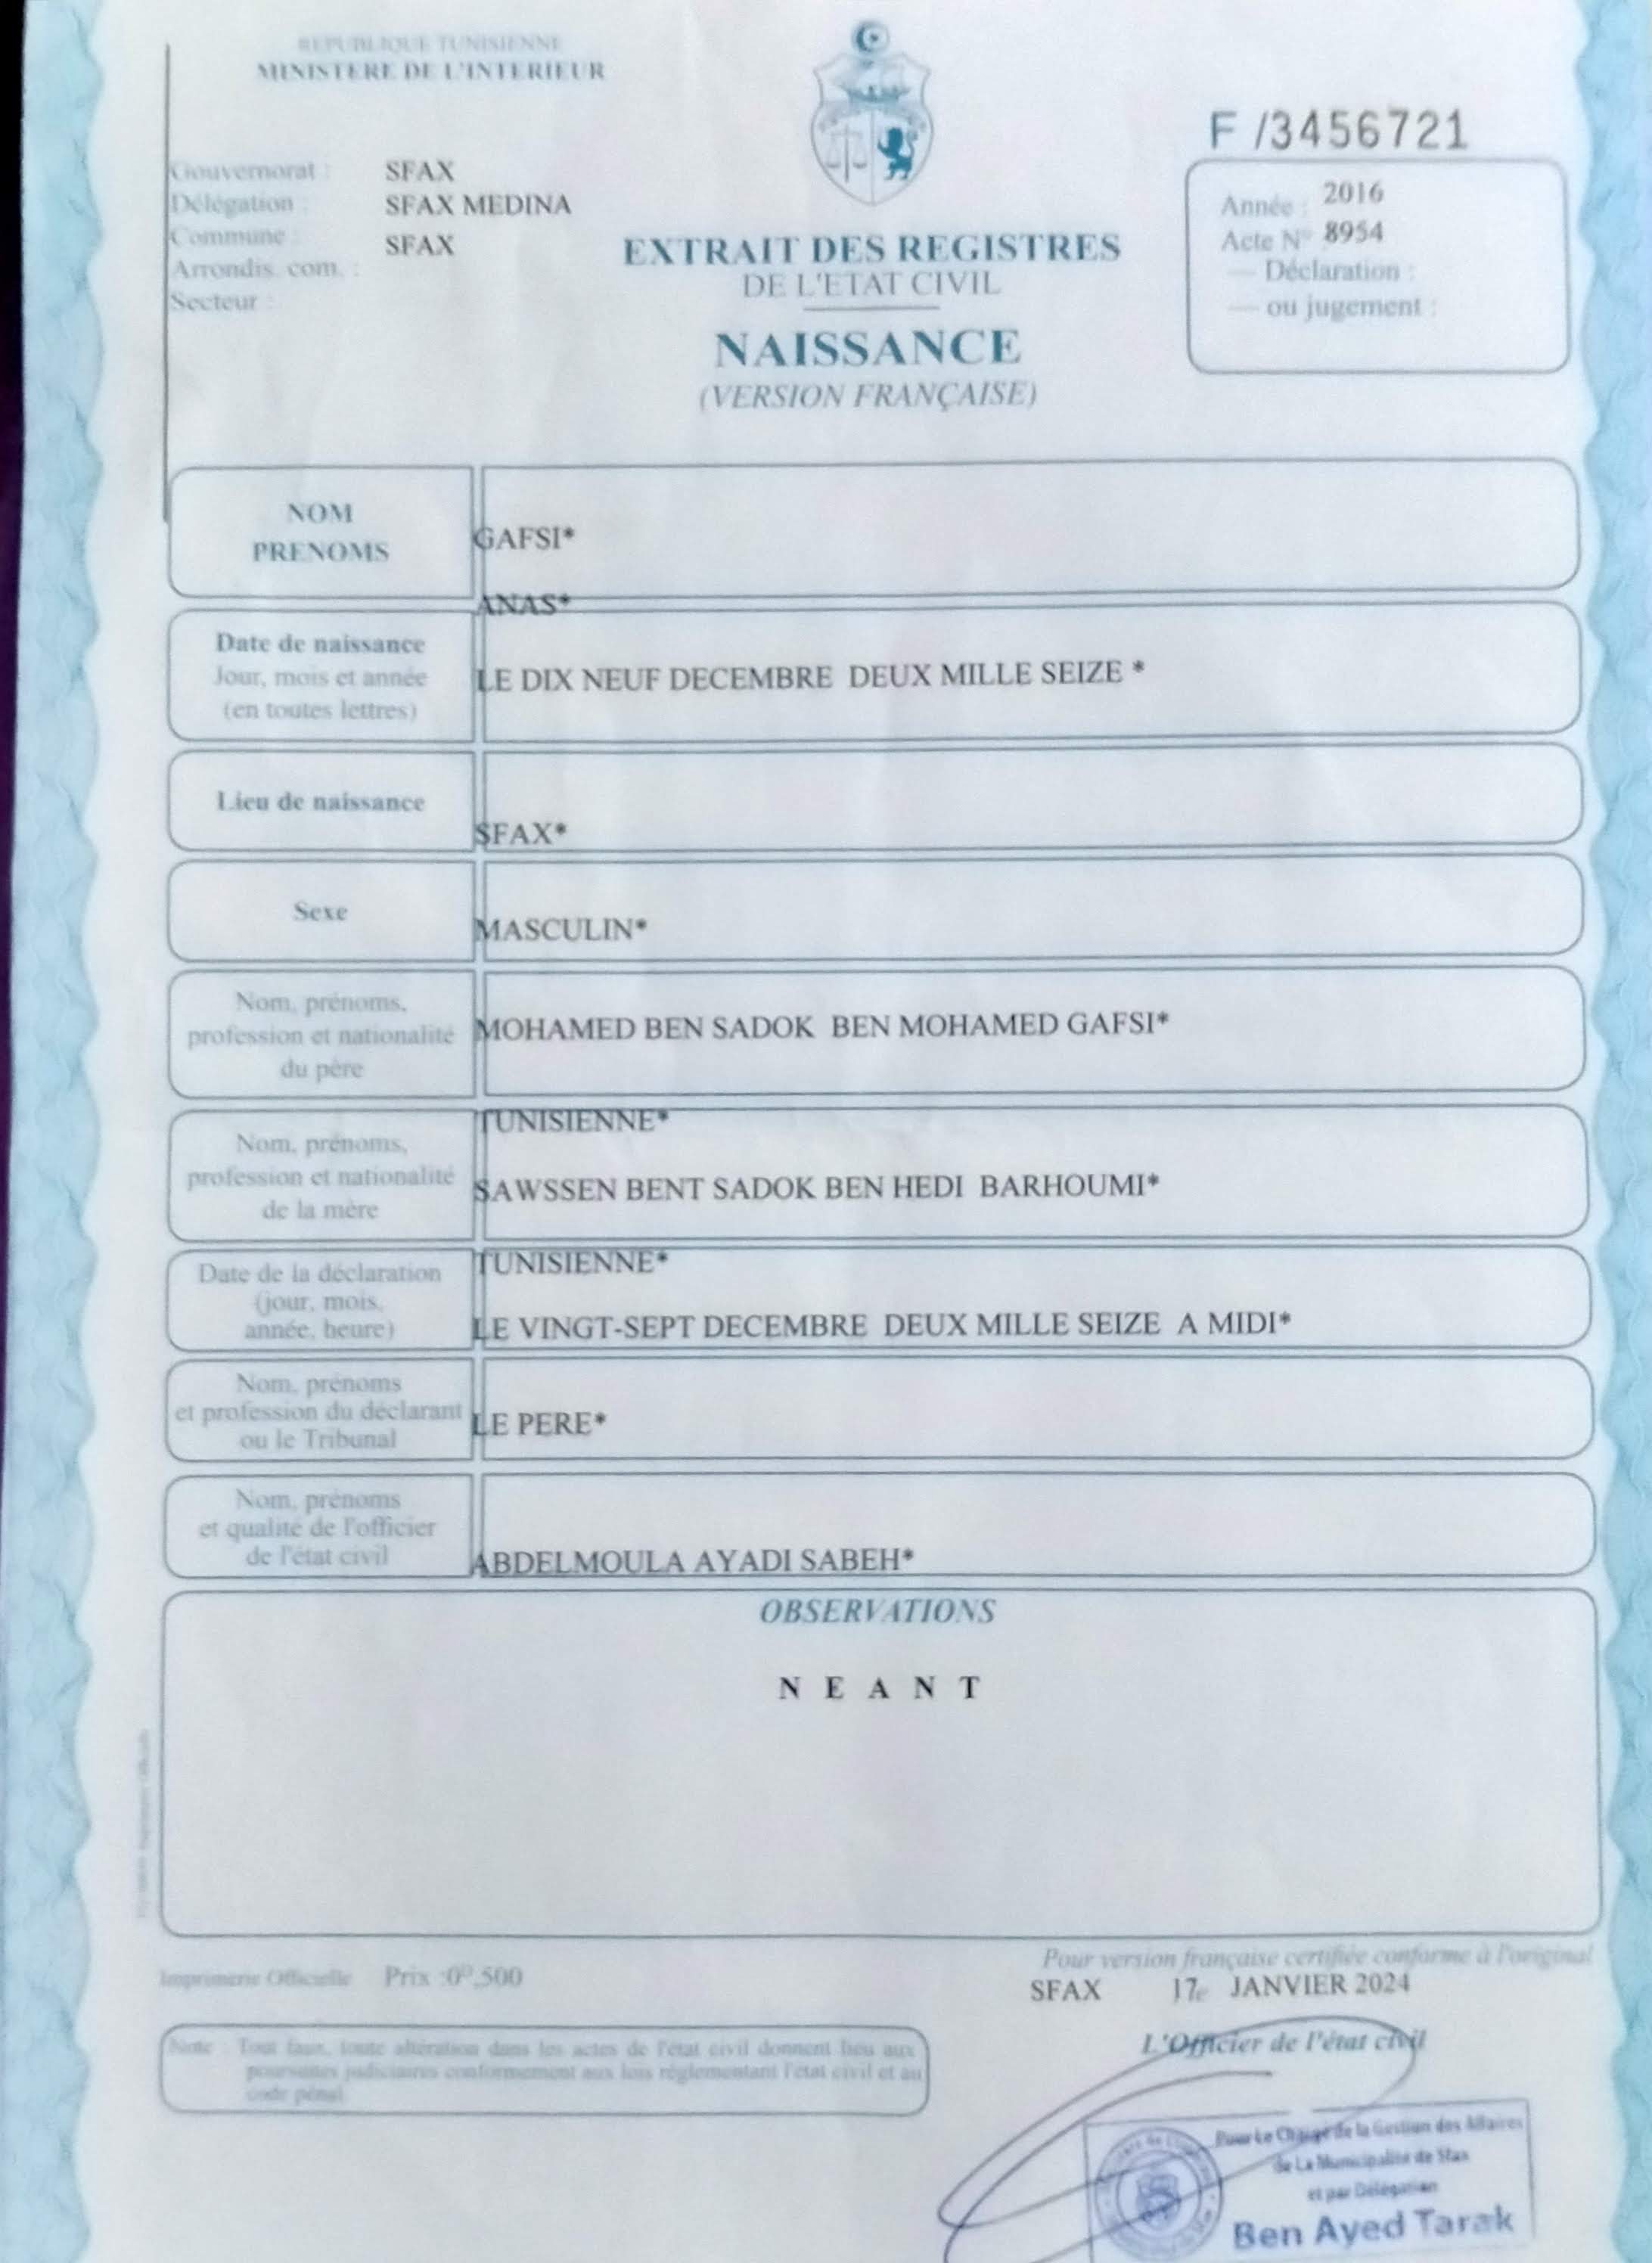 REPUBLIQUE TUNISIENNE
MINISTERE DE L'INTERIEUR
F /3456721
Gouvernorat : SFAX
Délégation : SFAX MEDINA
Commune : SFAX
Arrondis. com. :
Secteur :
Année : 2016
Acte N° 8954
— Déclaration :
— ou jugement :
EXTRAIT DES REGISTRES
DE L'ETAT CIVIL
NAISSANCE
(VERSION FRANÇAISE)
NOM
PRENOMS
GAFSI*
ANAS*
Date de naissance
Jour, mois et année
(en toutes lettres)
LE DIX NEUF DECEMBRE DEUX MILLE SEIZE *
Lieu de naissance
SFAX*
Sexe
MASCULIN*
Nom, prénoms,
profession et nationalité
du père
MOHAMED BEN SADOK BEN MOHAMED GAFSI*
TUNISIENNE*
Nom, prénoms,
profession et nationalité
de la mère
SAWSSEN BENT SADOK BEN HEDI BARHOUMI*
TUNISIENNE*
Date de la déclaration
(jour, mois,
année, heure)
LE VINGT-SEPT DECEMBRE DEUX MILLE SEIZE A MIDI*
Nom, prénoms
et profession du déclarant
ou le Tribunal
LE PERE*
Nom, prénoms
et qualité de l'officier
de l'état civil
ABDELMOULA AYADI SABEH*
OBSERVATIONS
N E A N T
Imprimerie Officielle Prix :0ᴰ,500
Pour version française certifiée conforme à l'original
SFAX 17e JANVIER 2024
L'Officier de l'état civil
Note : Tout faux, toute altération dans les actes de l'état civil donnent lieu aux
poursuites judiciaires conformement aux lois réglementant l'état civil et au
code pénal.
Pour Le Chargé de la Gestion des Affaires
de La Municipalité de Sfax
et par Délégation
Ben Ayed Tarak